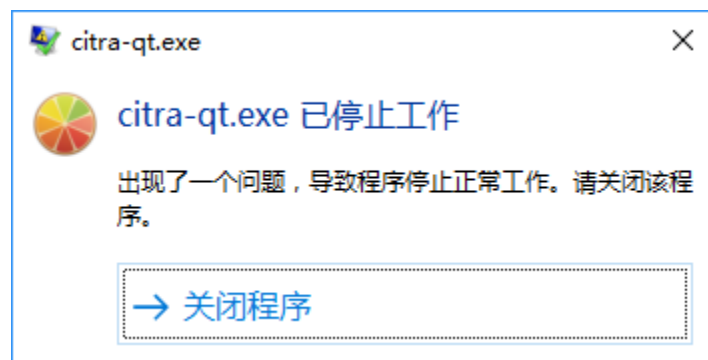 citra-qt.exe
citra-qt.exe 已停止工作
出现了一个问题，导致程序停止正常工作。请关闭该程
序。
→ 关闭程序